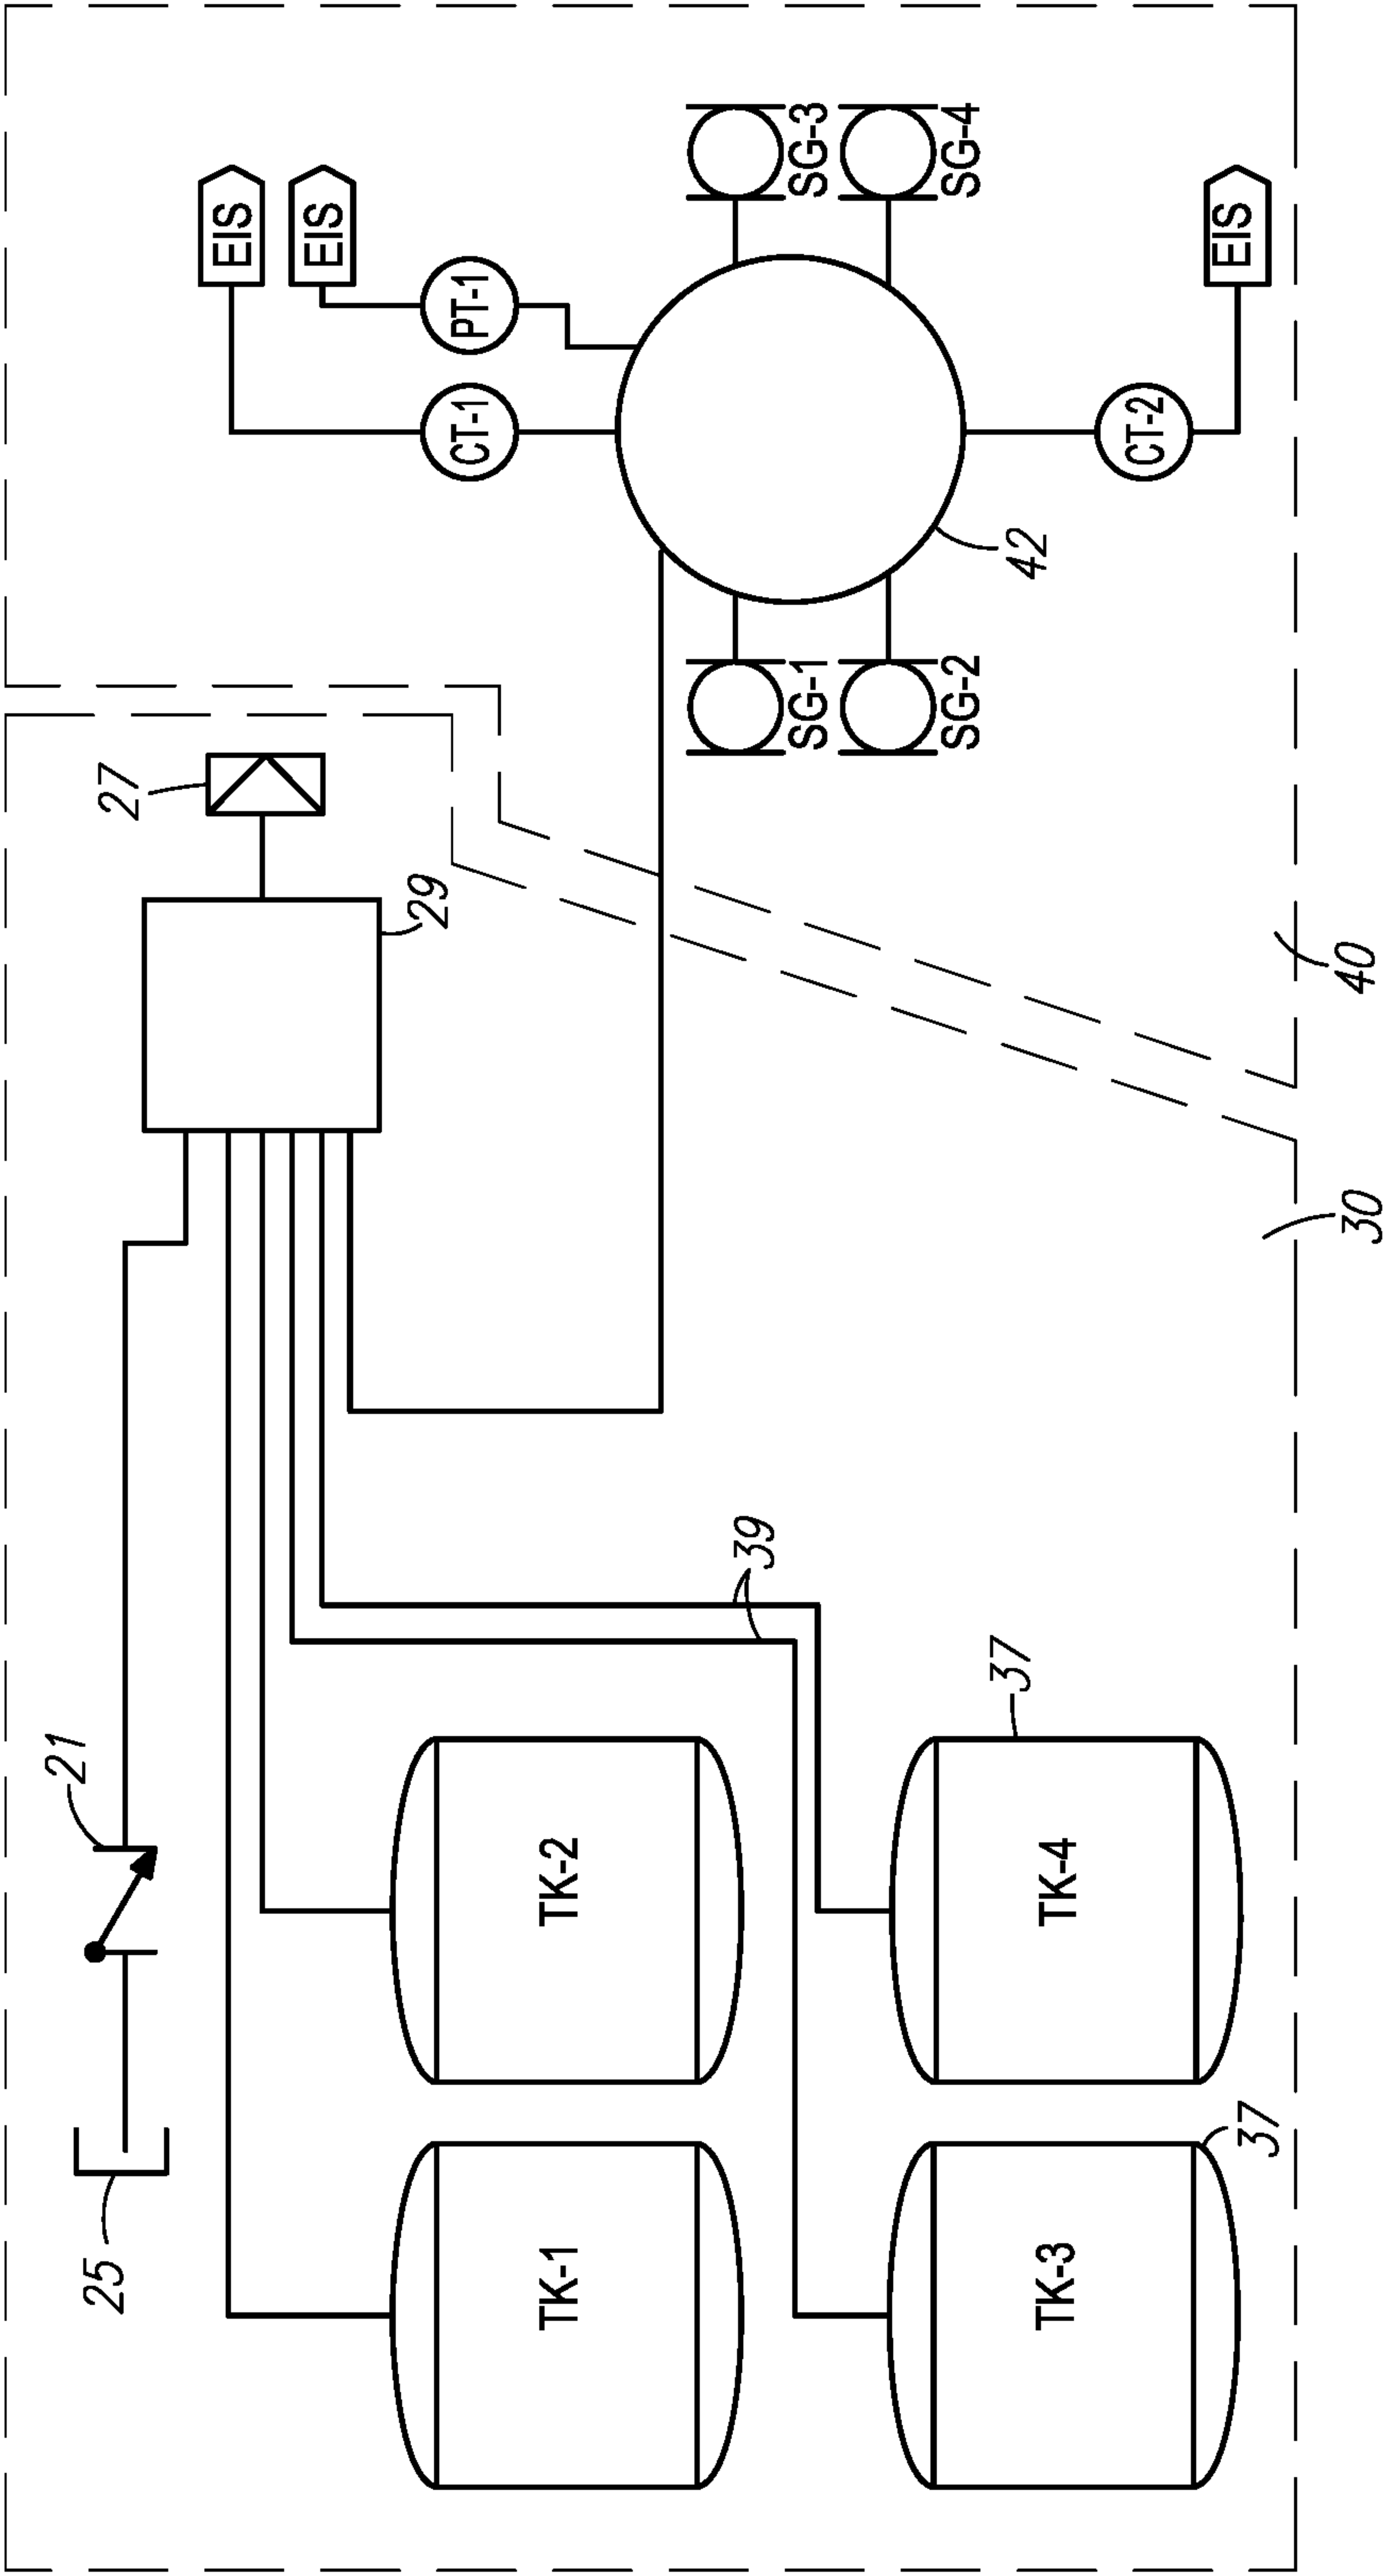 25
21
27
29
EIS
EIS
TK-1
TK-2
CT-1
PT-1
39
SG-1
SG-3
SG-2
SG-4
42
37
TK-3
TK-4
CT-2
EIS
37
30
40